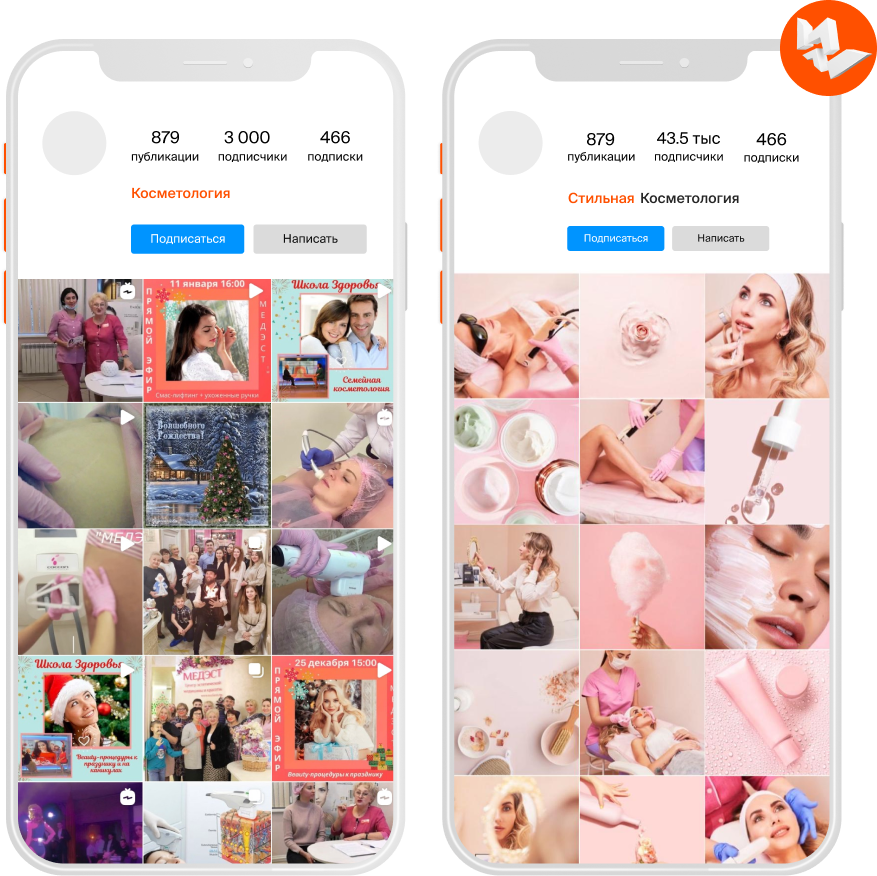 879
3 000
466
публикации
подписчики
подписки
Косметология
Подписаться
Написать
11 января 16:00
ПРЯМОЙ ЭФИР
МЕДЭСТ
Смас-лифтинг + ухоженные ручки
Школа Здоровья
Семейная
косметология
Волшебного
Рождества!
"МЕДЭС
Школа Здоровья
Beauty-процедуры к
празднику и на
каникулах
МЕДЭСТ
25 декабря 15:00
ПРЯМОЙ ЭФИР
Beauty процедуры к празднику
879
43.5 тыс
466
публикации
подписчики
подписки
Стильная Косметология
Подписаться
Написать